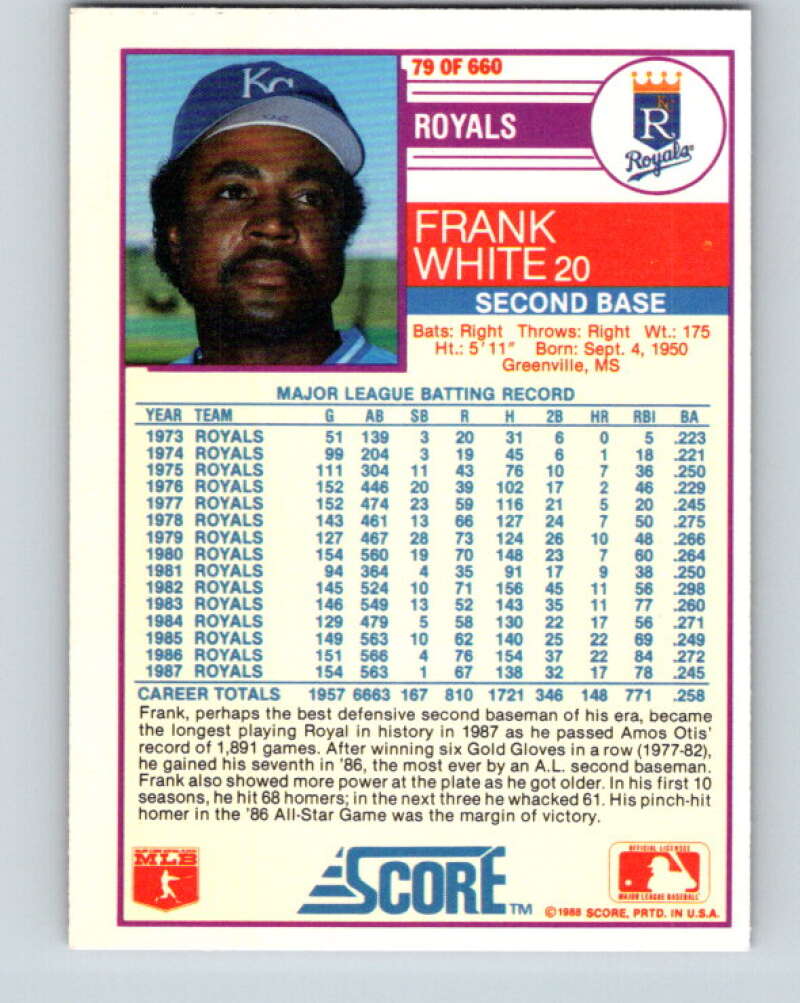 79 OF 660
KC
ROYALS
R
Royals
FRANK
WHITE 20
SECOND BASE
Bats: Right Throws: Right Wt.: 175
Ht.: 5'11" Born: Sept. 4, 1950
Greenville, MS
MAJOR LEAGUE BATTING RECORD
YEAR TEAM G AB SB R H 2B HR RBI BA
1973 ROYALS 51 139 3 20 31 6 0 5 .223
1974 ROYALS 99 204 3 19 45 6 1 18 .221
1975 ROYALS 111 304 11 43 76 10 7 36 .250
1976 ROYALS 152 446 20 39 102 17 2 46 .229
1977 ROYALS 152 474 23 59 116 21 5 20 .245
1978 ROYALS 143 461 13 66 127 24 7 50 .275
1979 ROYALS 127 467 28 73 124 26 10 48 .266
1980 ROYALS 154 560 19 70 148 23 7 60 .264
1981 ROYALS 94 364 4 35 91 17 9 38 .250
1982 ROYALS 145 524 10 71 156 45 11 56 .298
1983 ROYALS 146 549 13 52 143 35 11 77 .260
1984 ROYALS 129 479 5 58 130 22 17 56 .271
1985 ROYALS 149 563 10 62 140 25 22 69 .249
1986 ROYALS 151 566 4 76 154 37 22 84 .272
1987 ROYALS 154 563 1 67 138 32 17 78 .245
CAREER TOTALS 1957 6663 167 810 1721 346 148 771 .258
Frank, perhaps the best defensive second baseman of his era, became
the longest playing Royal in history in 1987 as he passed Amos Otis'
record of 1,891 games. After winning six Gold Gloves in a row (1977-82),
he gained his seventh in '86, the most ever by an A.L. second baseman.
Frank also showed more power at the plate as he got older. In his first 10
seasons, he hit 68 homers; in the next three he whacked 61. His pinch-hit
homer in the '86 All-Star Game was the margin of victory.
MLB
SCORE TM
OFFICIAL LICENSEE
MAJOR LEAGUE BASEBALL
©1988 SCORE, PRTD. IN U.S.A.